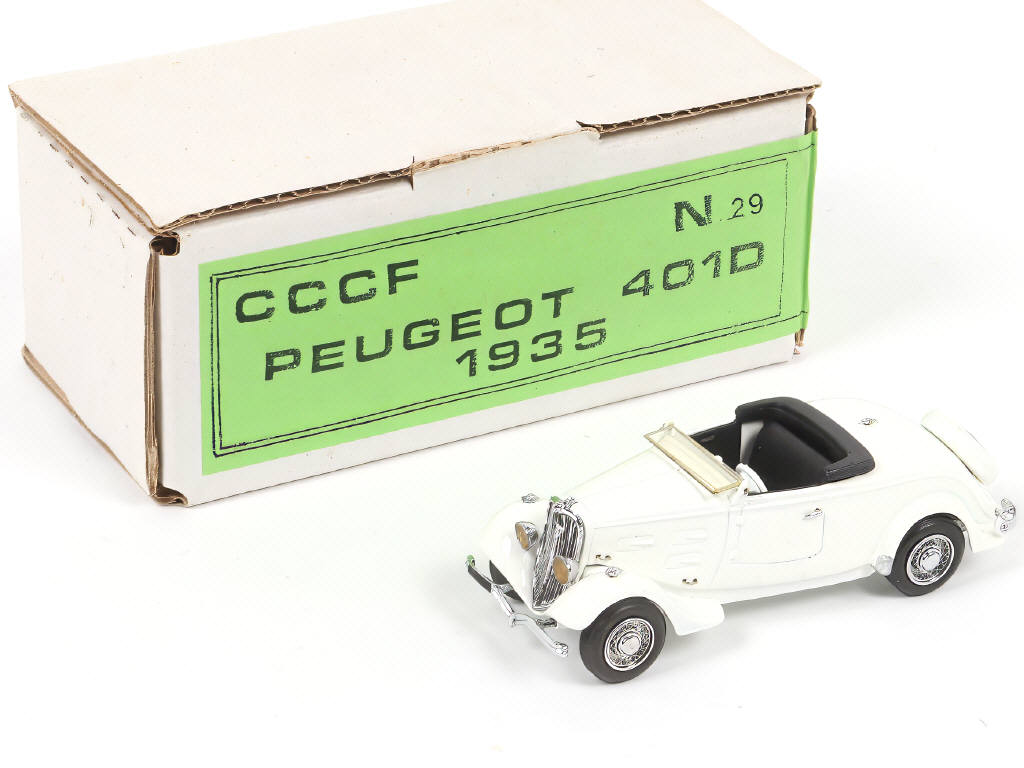 N. 29
CCCF
PEUGEOT 401D
1935